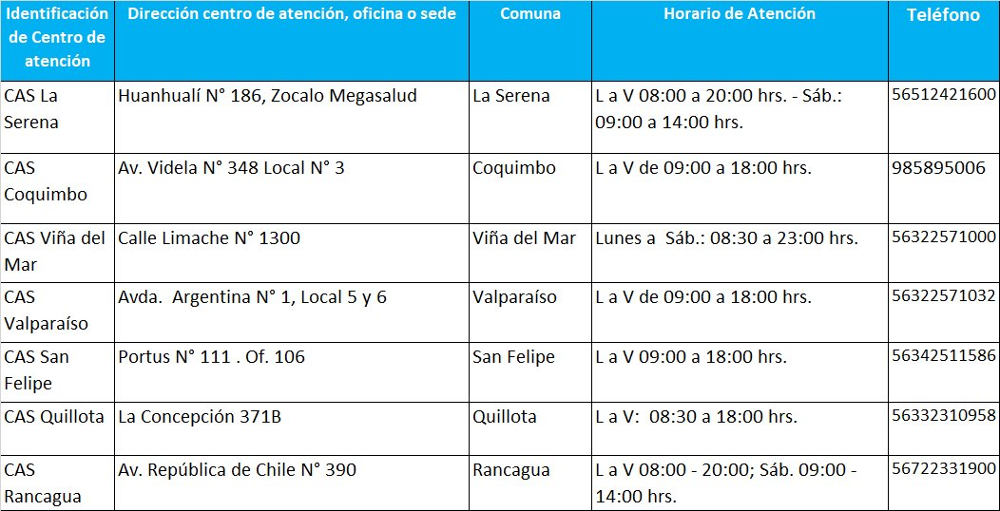 Identificación de Centro de atención	Dirección centro de atención, oficina o sede	Comuna	Horario de Atención	Teléfono
CAS La Serena	Huanhualí N° 186, Zocalo Megasalud	La Serena	L a V 08:00 a 20:00 hrs. - Sáb.: 09:00 a 14:00 hrs.	56512421600
CAS Coquimbo	Av. Videla N° 348 Local N° 3	Coquimbo	L a V de 09:00 a 18:00 hrs.	985895006
CAS Viña del Mar	Calle Limache N° 1300	Viña del Mar	Lunes a  Sáb.: 08:30 a 23:00 hrs.	56322571000
CAS Valparaíso	Avda.  Argentina N° 1, Local 5 y 6	Valparaíso	L a V de 09:00 a 18:00 hrs.	56322571032
CAS San Felipe	Portus N° 111 . Of. 106	San Felipe	L a V 09:00 a 18:00 hrs.	56342511586
CAS Quillota	La Concepción 371B	Quillota	L a V:  08:30 a 18:00 hrs.	56332310958
CAS Rancagua	Av. República de Chile N° 390	Rancagua	L a V 08:00 - 20:00; Sáb. 09:00 - 14:00 hrs.	56722331900